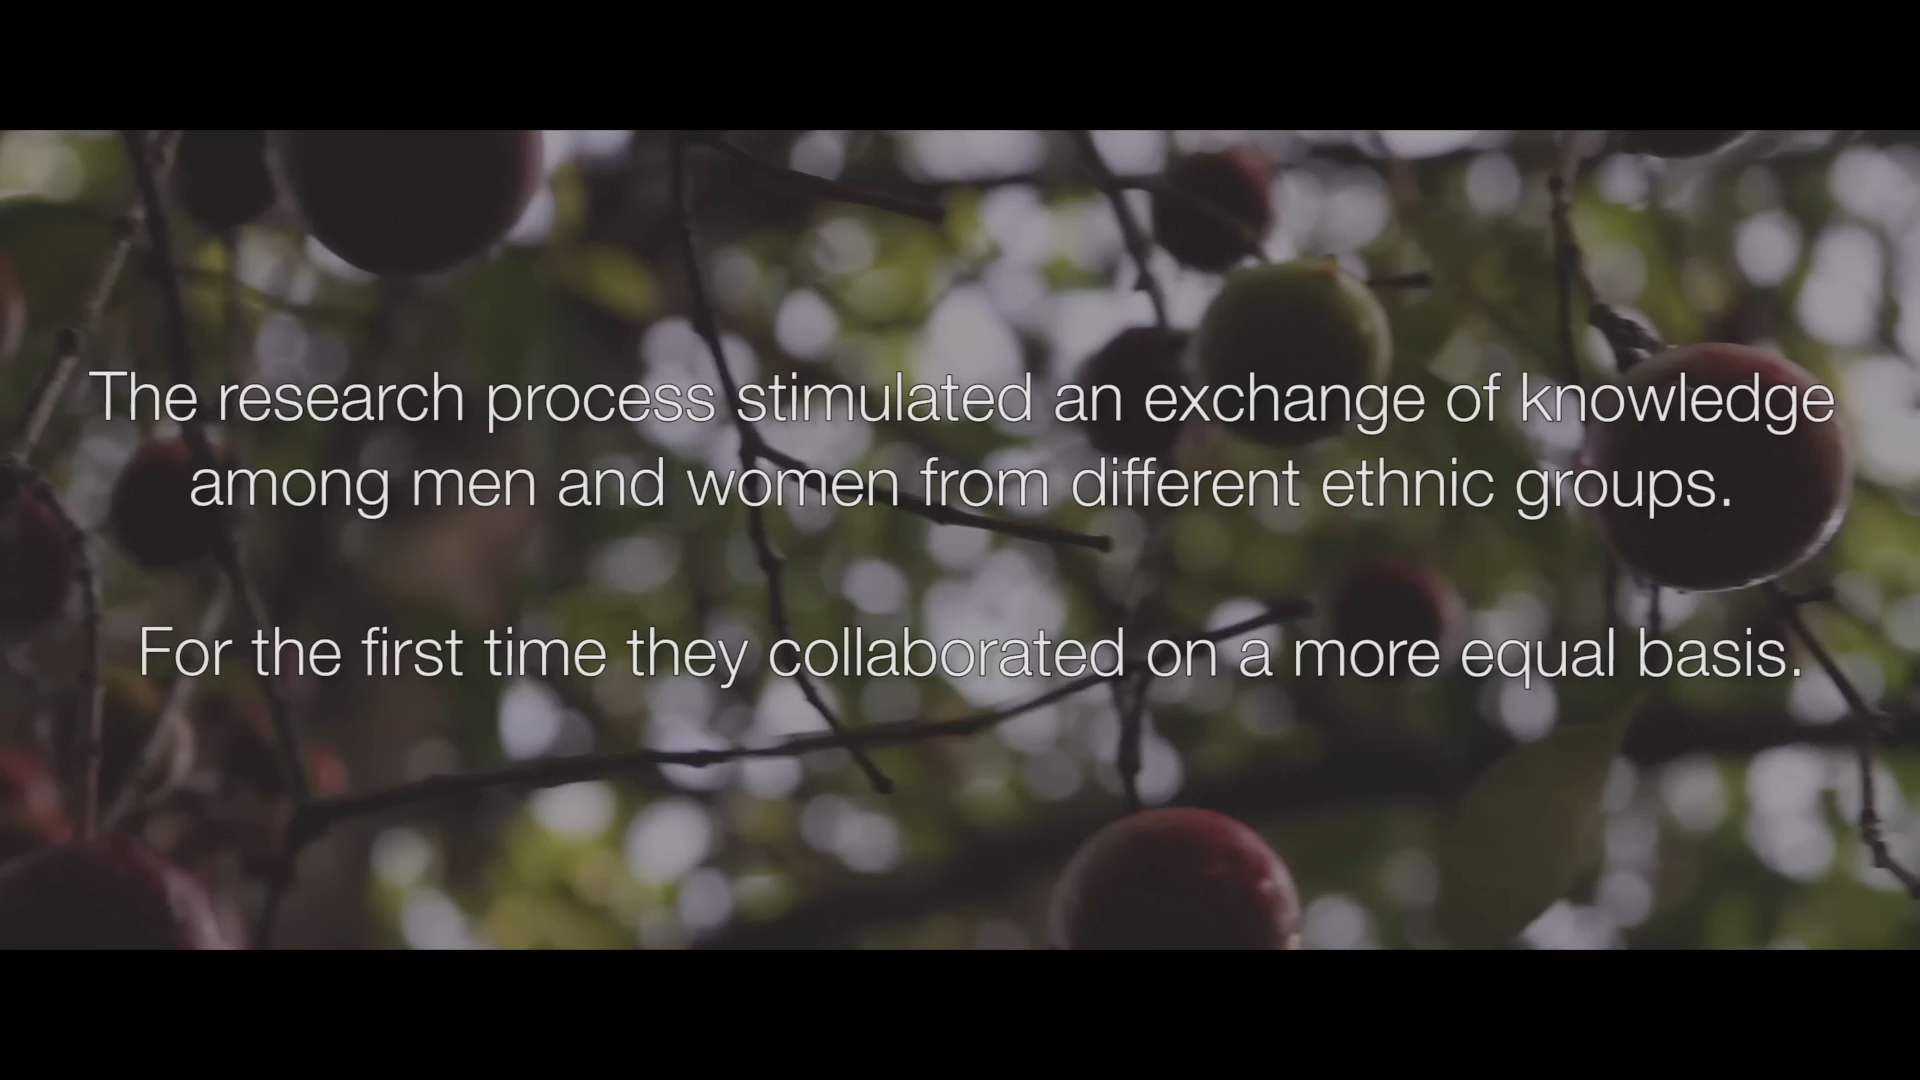 The research process stimulated an exchange of knowledge
among men and women from different ethnic groups.
For the first time they collaborated on a more equal basis.